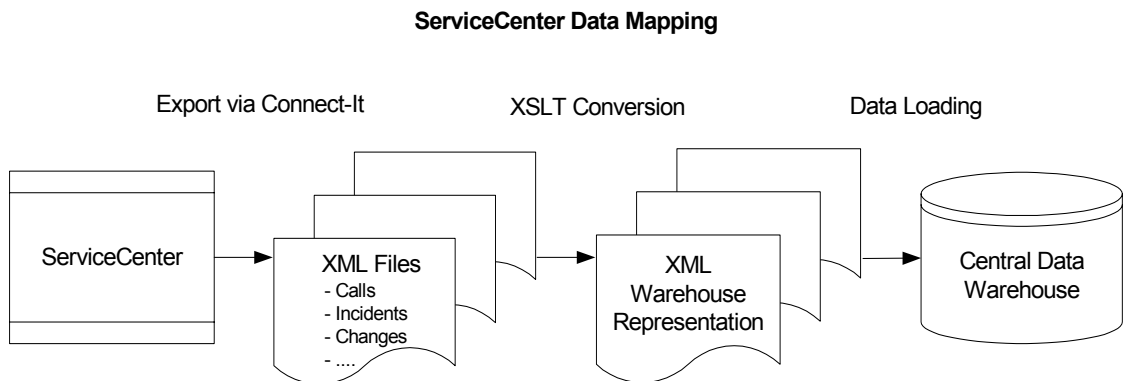 ServiceCenter Data Mapping
Export via Connect-It
XSLT Conversion
Data Loading
ServiceCenter
XML Files
- Calls
- Incidents
- Changes
- ....
XML
Warehouse
Representation
Central Data
Warehouse